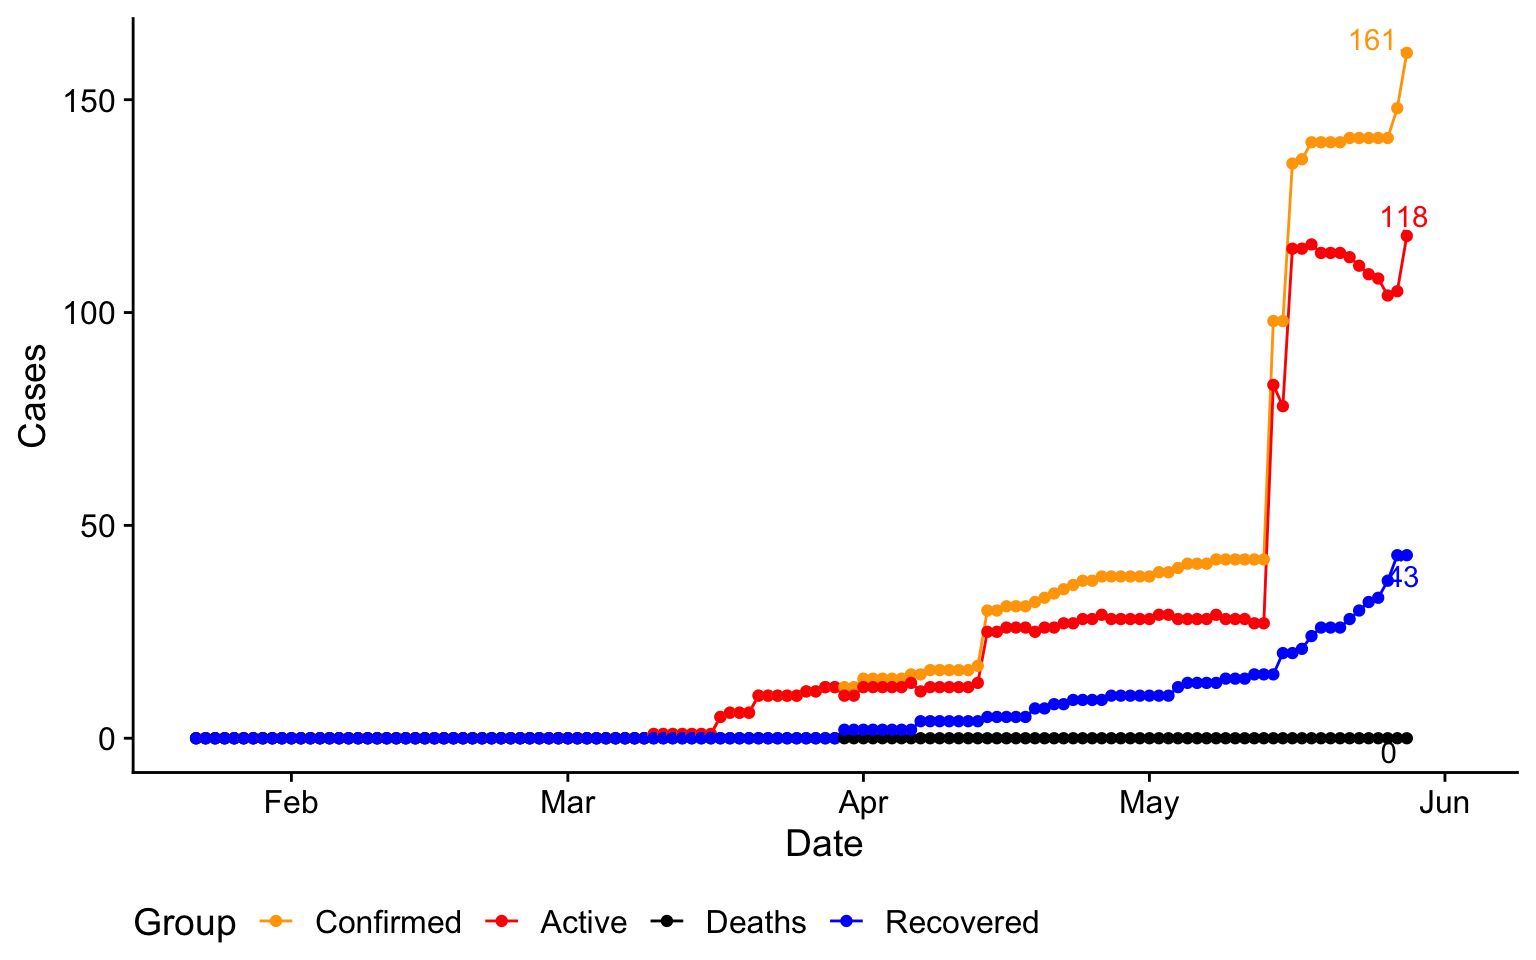 161
150
118
100
Cases
50
43
0
0
Feb Mar Apr May Jun
Date
Group Confirmed Active Deaths Recovered